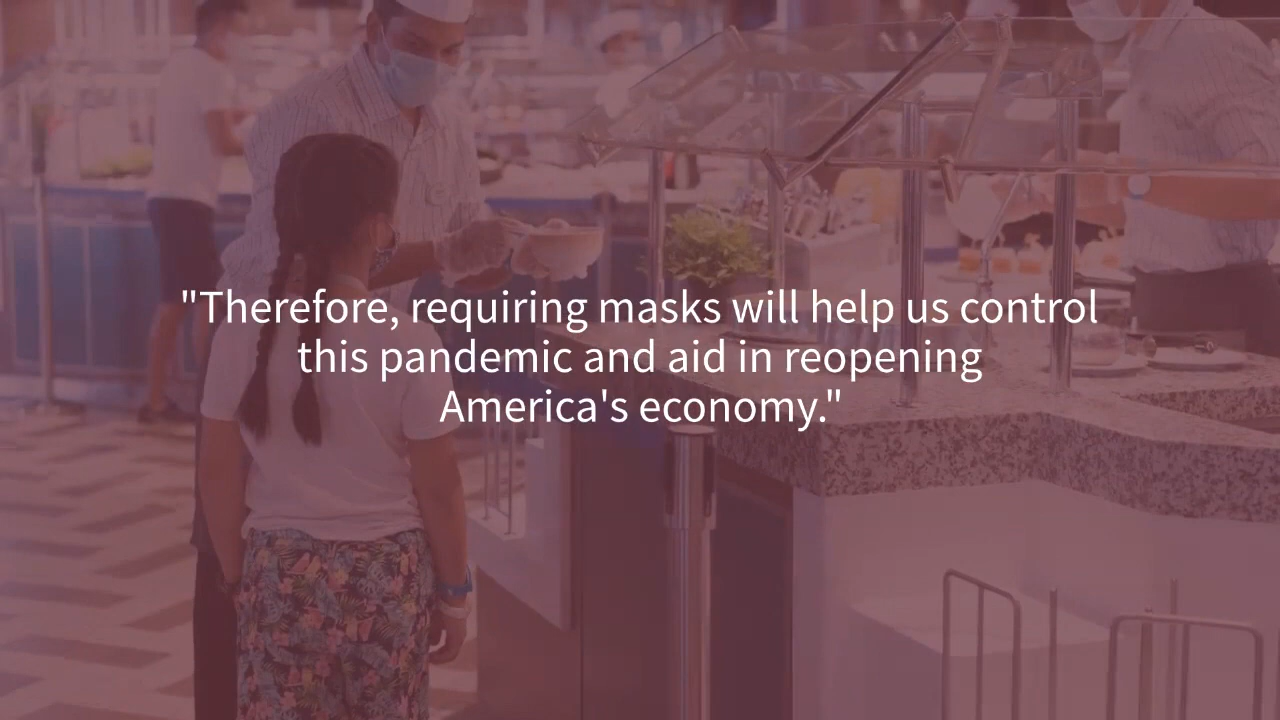 "Therefore, requiring masks will help us control
this pandemic and aid in reopening
America's economy."